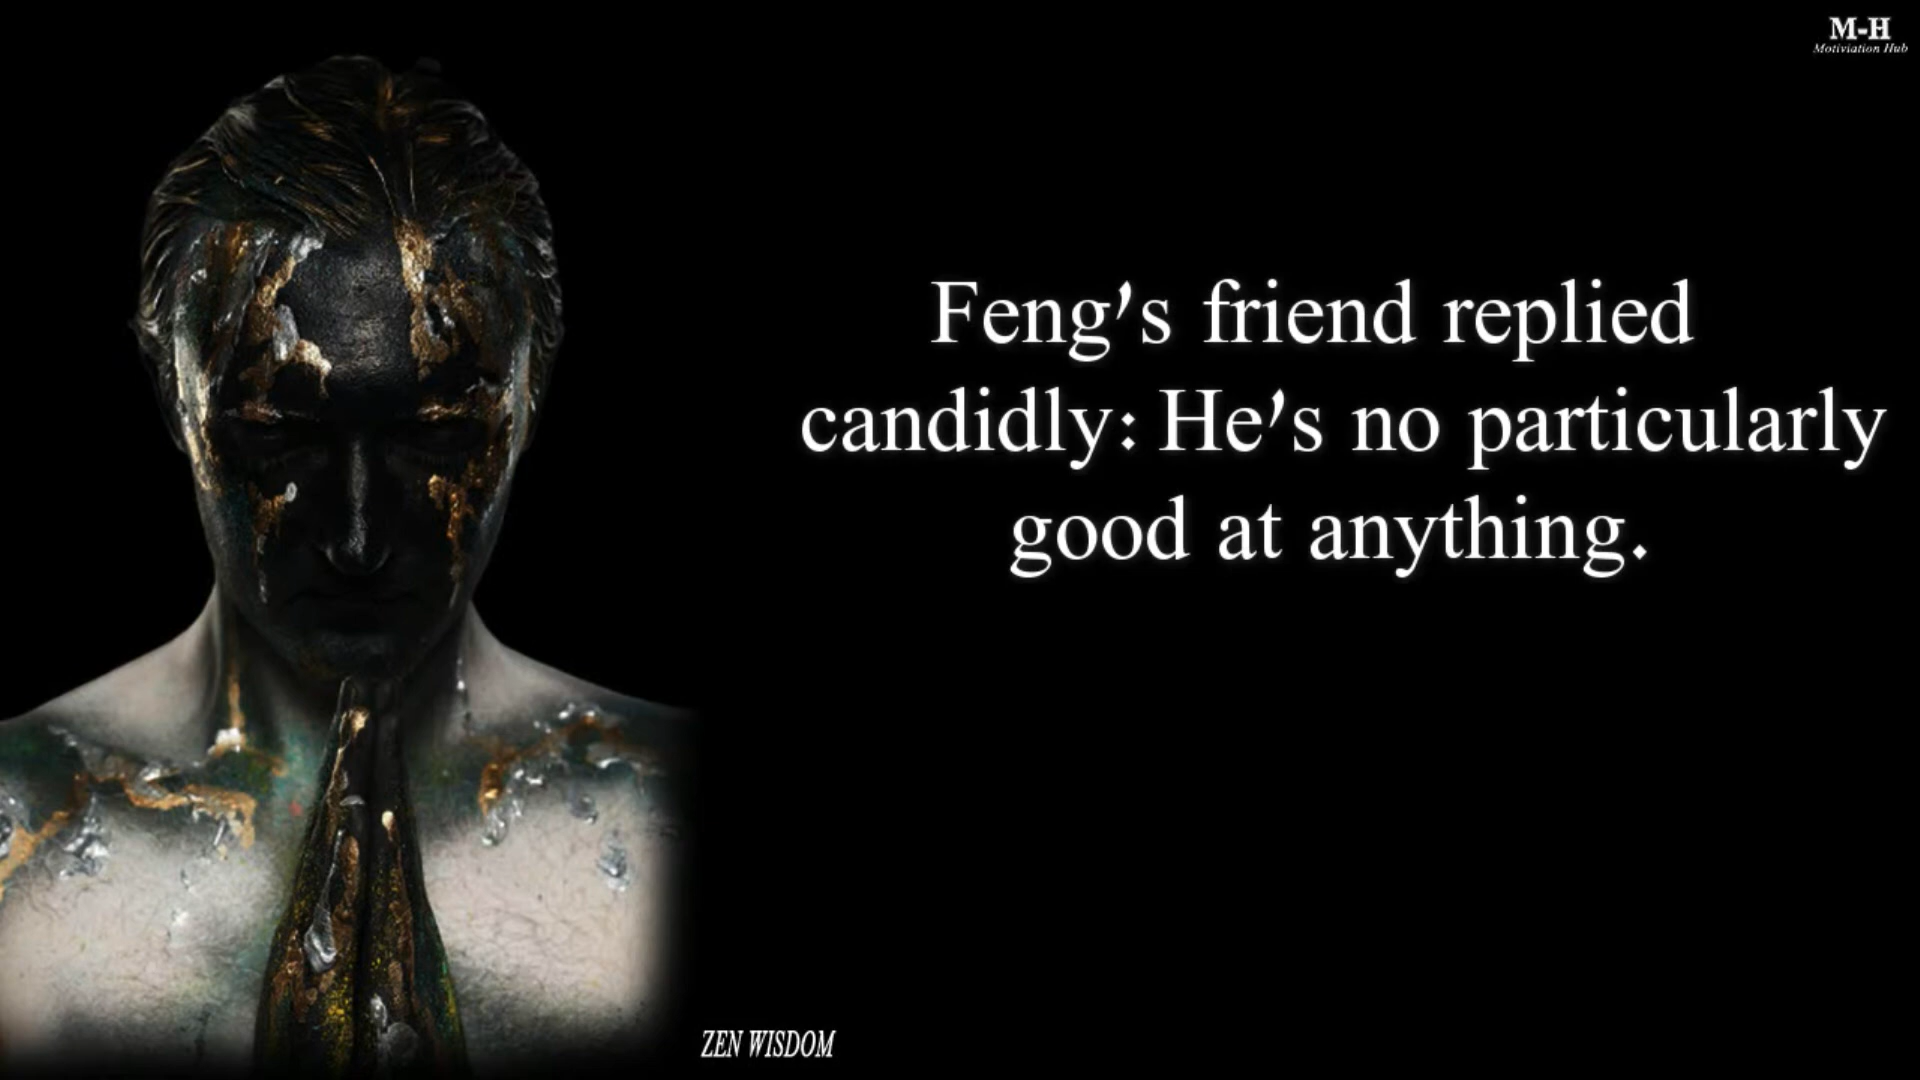 M-H
Motiviation Hub
Feng's friend replied
candidly: He's no particularly
good at anything.
ZEN WISDOM